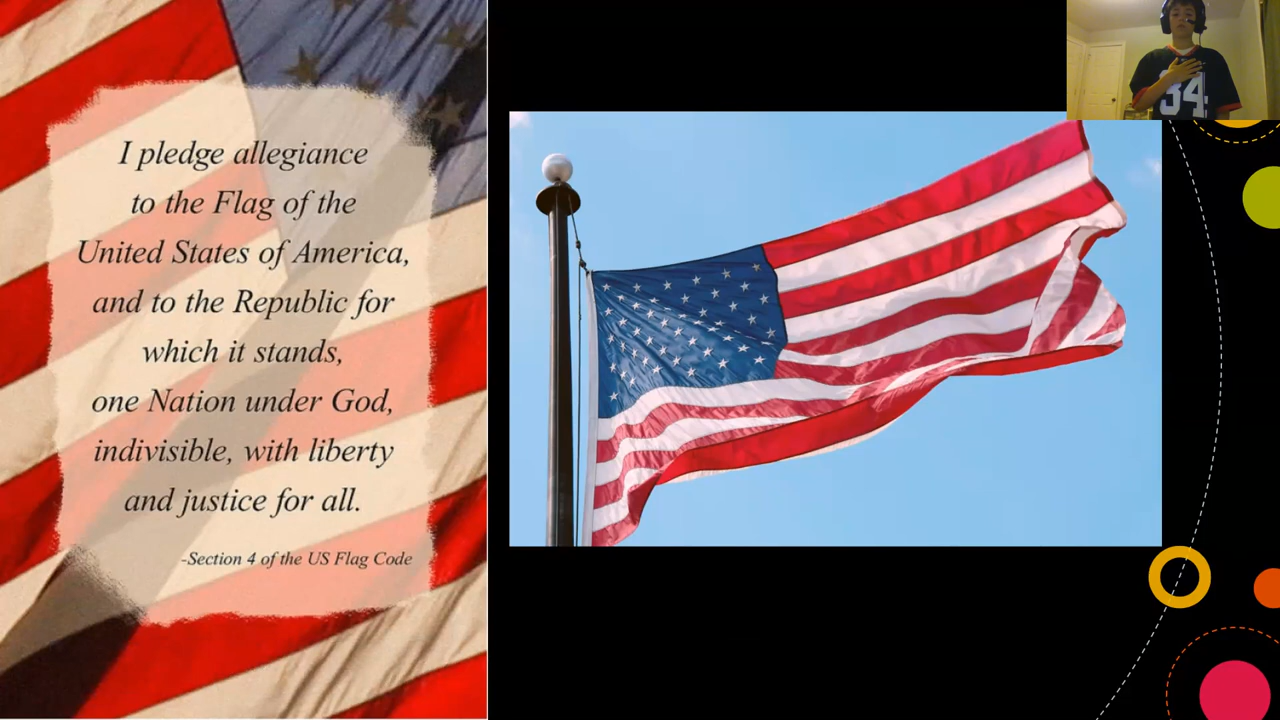 I pledge allegiance
to the Flag of the
United States of America,
and to the Republic for
which it stands,
one Nation under God,
indivisible, with liberty
and justice for all.
-Section 4 of the US Flag Code
34